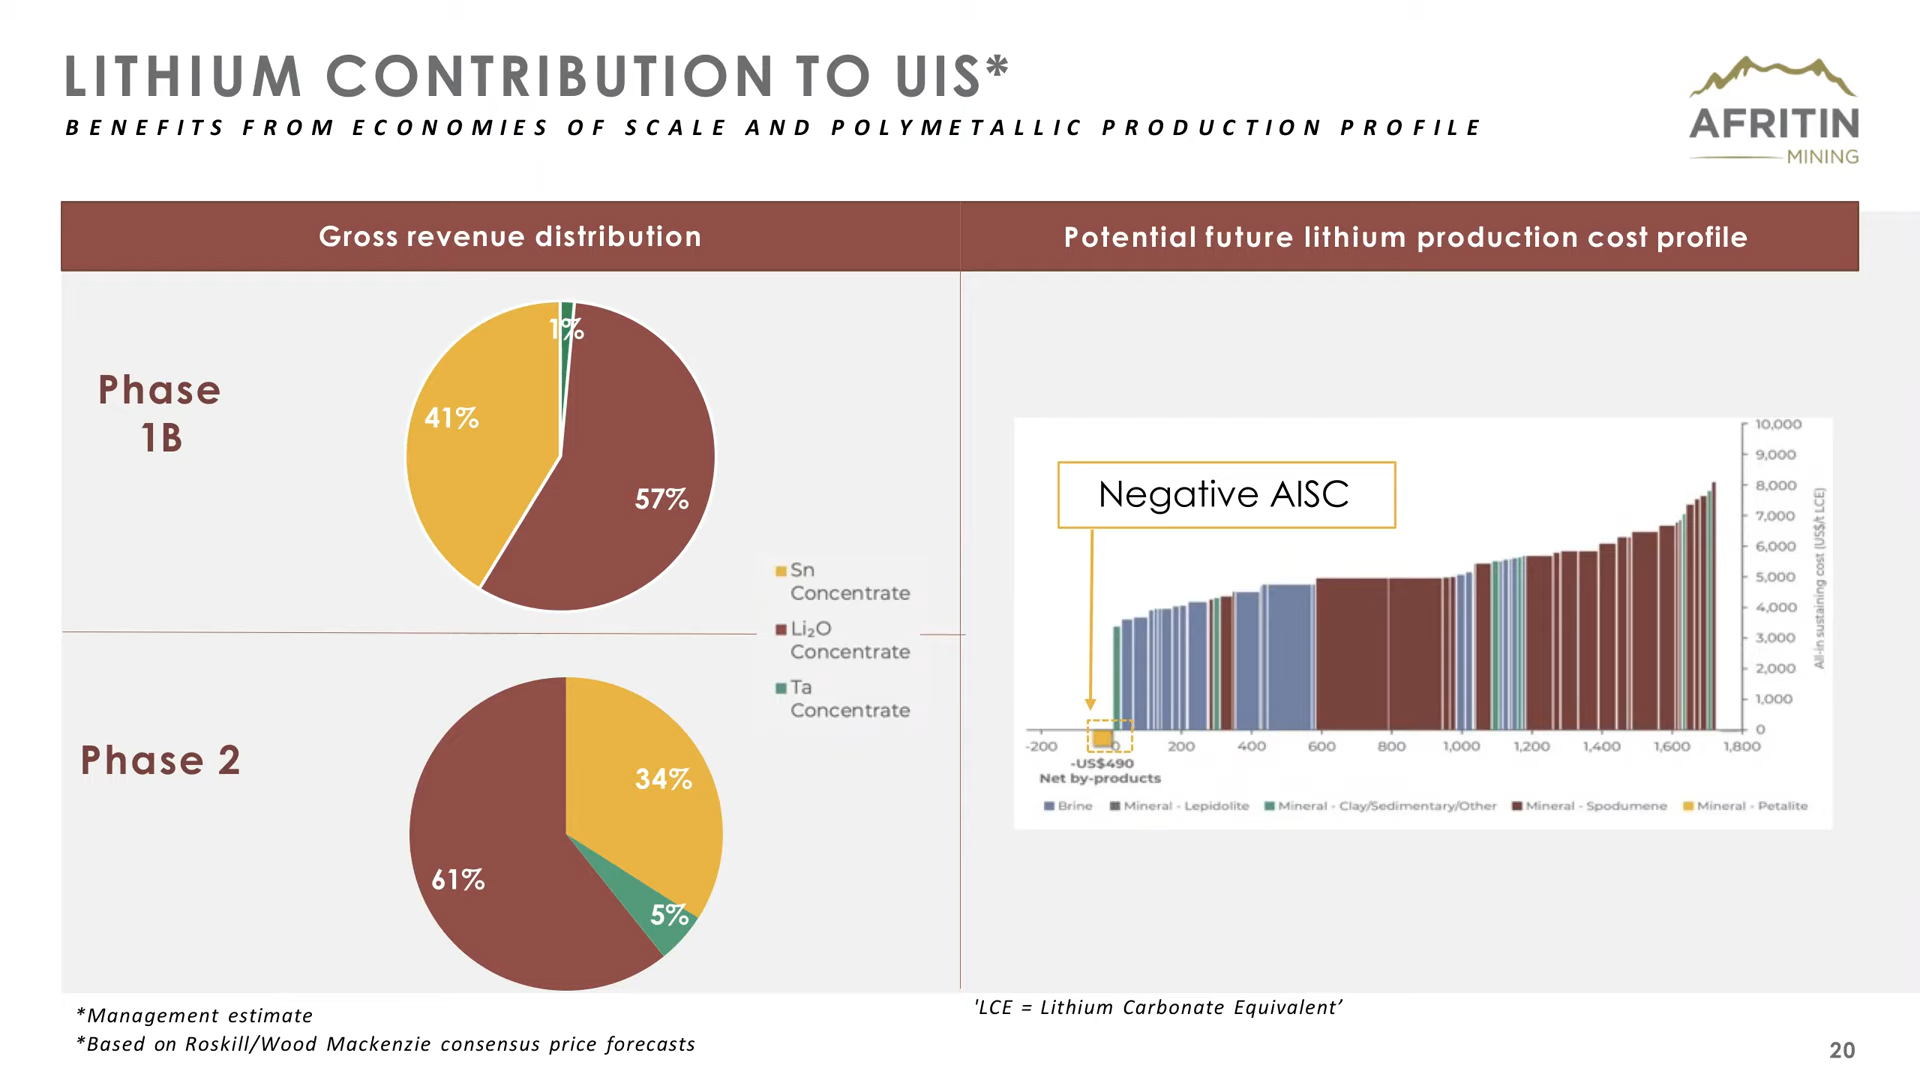 LITHIUM CONTRIBUTION TO UIS*
BENEFITS FROM ECONOMIES OF SCALE AND POLYMETALLIC PRODUCTION PROFILE
AFRITIN
MINING
Gross revenue distribution
Potential future lithium production cost profile
Phase
1B
1%
41%
57%
Sn
Concentrate
Li₂O
Concentrate
Ta
Concentrate
Phase 2
34%
61%
5%
Negative AISC
10,000
9,000
8,000
7,000
6,000
5,000
4,000
3,000
2,000
1,000
0
All-in sustaining cost (US$/t LCE)
-200
0
200
400
600
800
1,000
1,200
1,400
1,600
1,800
-US$490
Net by-products
Brine
Mineral - Lepidolite
Mineral - Clay/Sedimentary/Other
Mineral - Spodumene
Mineral - Petalite
*Management estimate
*Based on Roskill/Wood Mackenzie consensus price forecasts
'LCE = Lithium Carbonate Equivalent’
20